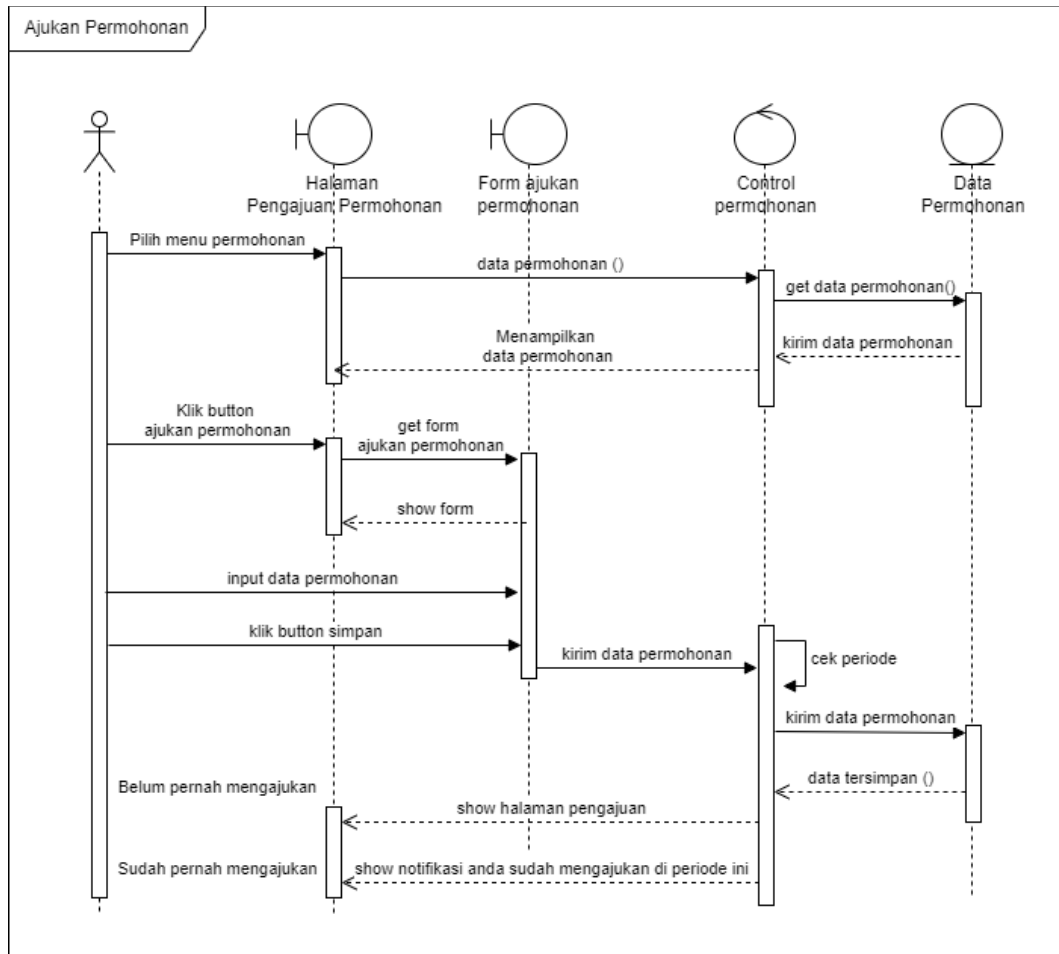 Ajukan Permohonan
Halaman
Pengajuan Permohonan
Form ajukan
permohonan
Control
permohonan
Data
Permohonan
Pilih menu permohonan
data permohonan ()
get data permohonan()
kirim data permohonan
Menampilkan
data permohonan
Klik button
ajukan permohonan
get form
ajukan permohonan
show form
input data permohonan
klik button simpan
kirim data permohonan
cek periode
kirim data permohonan
data tersimpan ()
Belum pernah mengajukan
show halaman pengajuan
Sudah pernah mengajukan
show notifikasi anda sudah mengajukan di periode ini